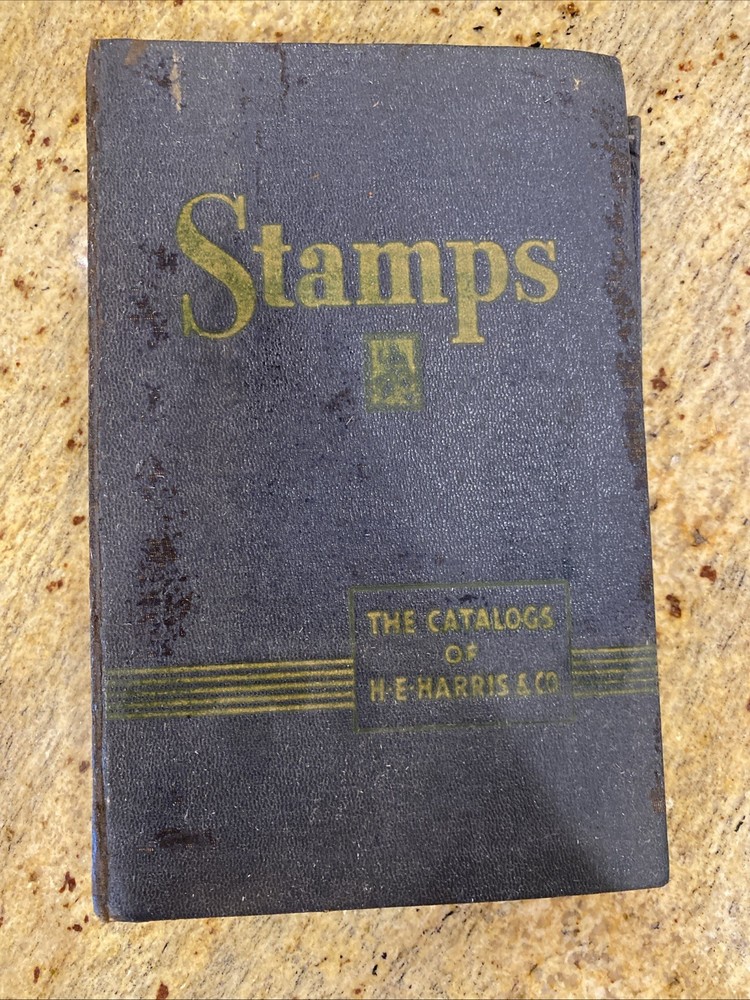 Stamps
THE CATALOGS
OF
H·E·HARRIS & CO